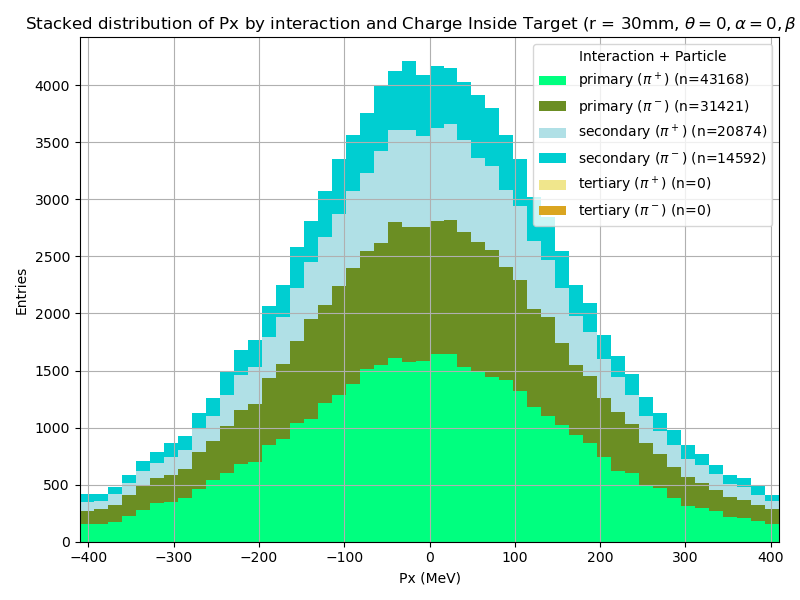 Stacked distribution of Px by interaction and Charge Inside Target (r = 30mm, θ = 0, α = 0, β
Interaction + Particle
primary (π⁺) (n=43168)
primary (π⁻) (n=31421)
secondary (π⁺) (n=20874)
secondary (π⁻) (n=14592)
tertiary (π⁺) (n=0)
tertiary (π⁻) (n=0)
Entries
4000
3500
3000
2500
2000
1500
1000
500
0
−400 −300 −200 −100 0 100 200 300 400
Px (MeV)